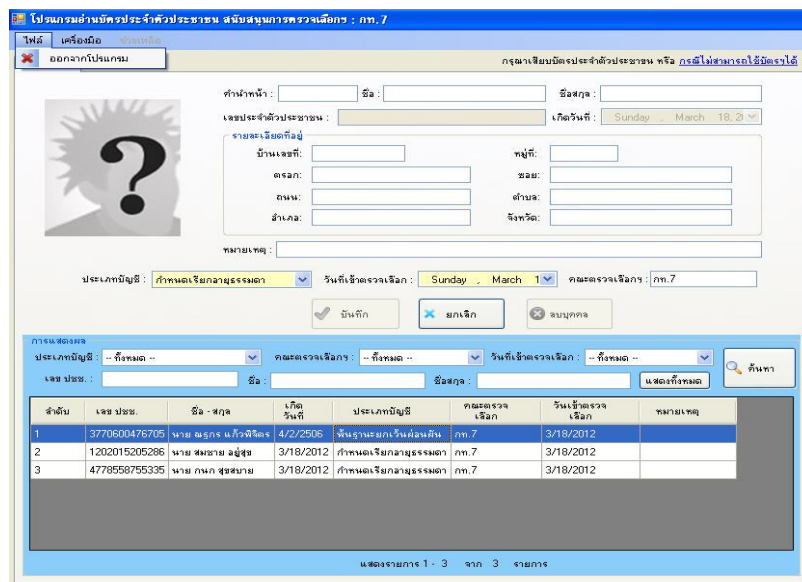 โปรแกรมอ่านบัตรประจำตัวประชาชน สนับสนุนการตรวจเลือกฯ : กท.7
ไฟล์ เครื่องมือ ช่วยเหลือ
ออกจากโปรแกรม
กรุณาเสียบบัตรประจำตัวประชาชน หรือ กรณีไม่สามารถใช้บัตรฯได้
คำนำหน้า : ชื่อ : ชื่อสกุล :
เลขประจำตัวประชาชน : เกิดวันที่ : Sunday , March 18, 2
รายละเอียดที่อยู่
บ้านเลขที่: หมู่ที่:
ตรอก: ซอย:
ถนน: ตำบล:
อำเภอ: จังหวัด:
หมายเหตุ :
ประเภทบัญชี : กำหนดเรียกอายุธรรมดา วันที่เข้าตรวจเลือก : Sunday , March 1 คณะตรวจเลือกฯ : กท.7
บันทึก ยกเลิก ลบบุคคล
การแสดงผล
ประเภทบัญชี : -- ทั้งหมด -- คณะตรวจเลือกฯ : -- ทั้งหมด -- วันที่เข้าตรวจเลือก : -- ทั้งหมด --
เลข ปชช. : ชื่อ : ชื่อสกุล : แสดงทั้งหมด ค้นหา
ลำดับ เลข ปชช. ชื่อ - สกุล เกิดวันที่ ประเภทบัญชี คณะตรวจเลือก วันเข้าตรวจเลือก หมายเหตุ
1 3770600476705 นาย ณฐกร แก้วพิจิตร 4/2/2506 พ้นฐานะยกเว้นผ่อนผัน กท.7 3/18/2012
2 1202015205286 นาย สมชาย อยู่สุข 3/18/2012 กำหนดเรียกอายุธรรมดา กท.7 3/18/2012
3 4778558755335 นาย กนก สุขสบาย 3/18/2012 กำหนดเรียกอายุธรรมดา กท.7 3/18/2012
แสดงรายการ 1 - 3 จาก 3 รายการ